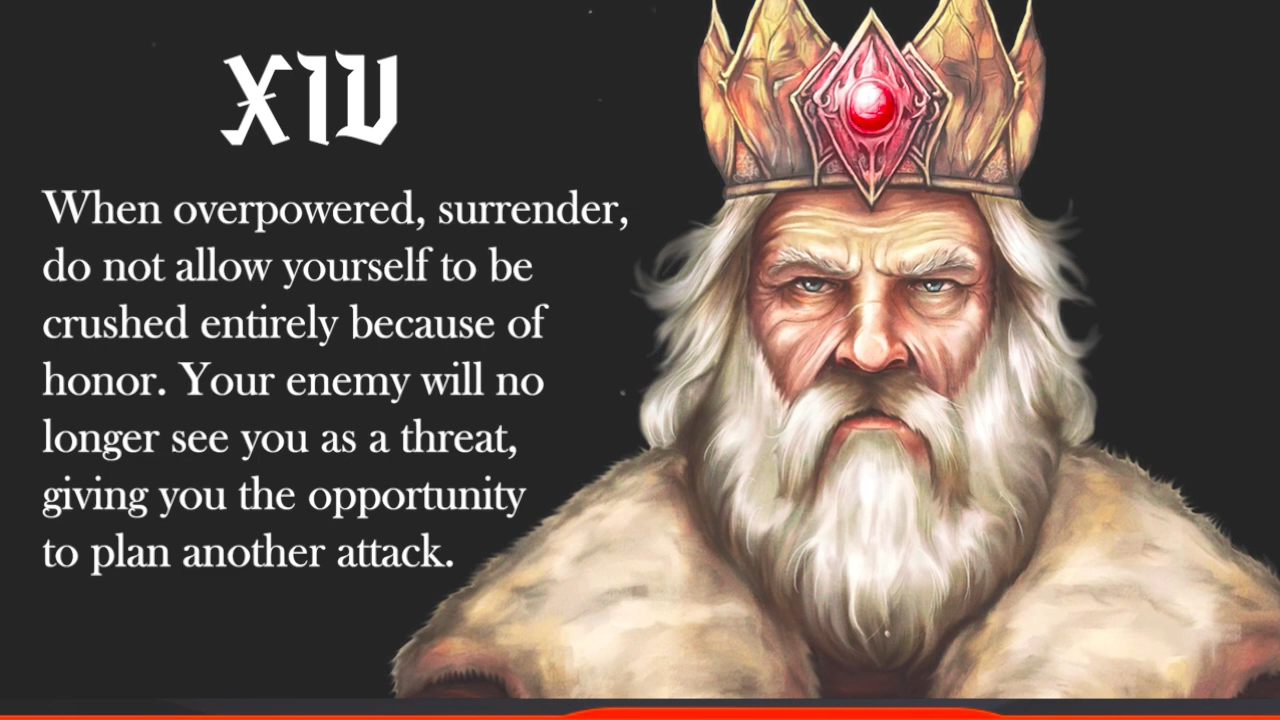 XIV
When overpowered, surrender,
do not allow yourself to be
crushed entirely because of
honor. Your enemy will no
longer see you as a threat,
giving you the opportunity
to plan another attack.